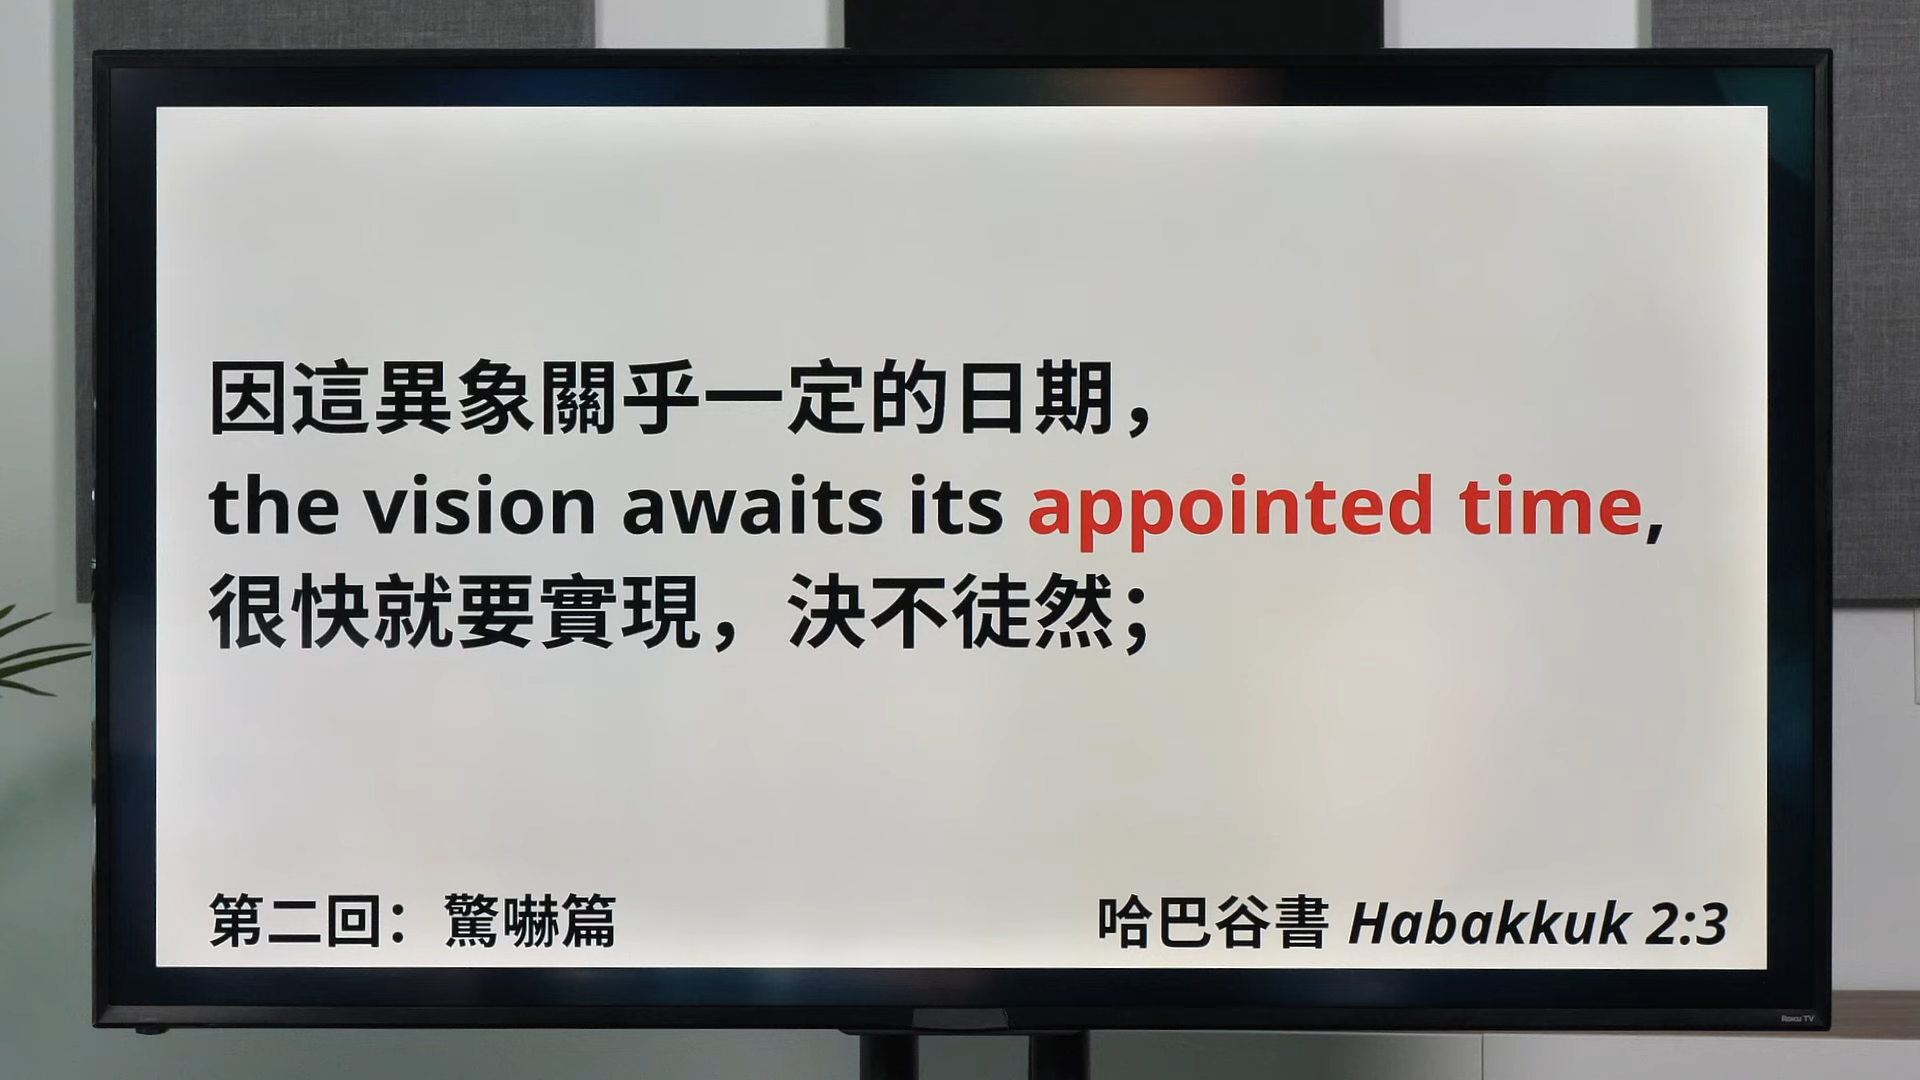 因這異象關乎一定的日期，
the vision awaits its appointed time,
很快就要實現，決不徒然；
第二回：驚嚇篇
哈巴谷書 Habakkuk 2:3
Roku TV